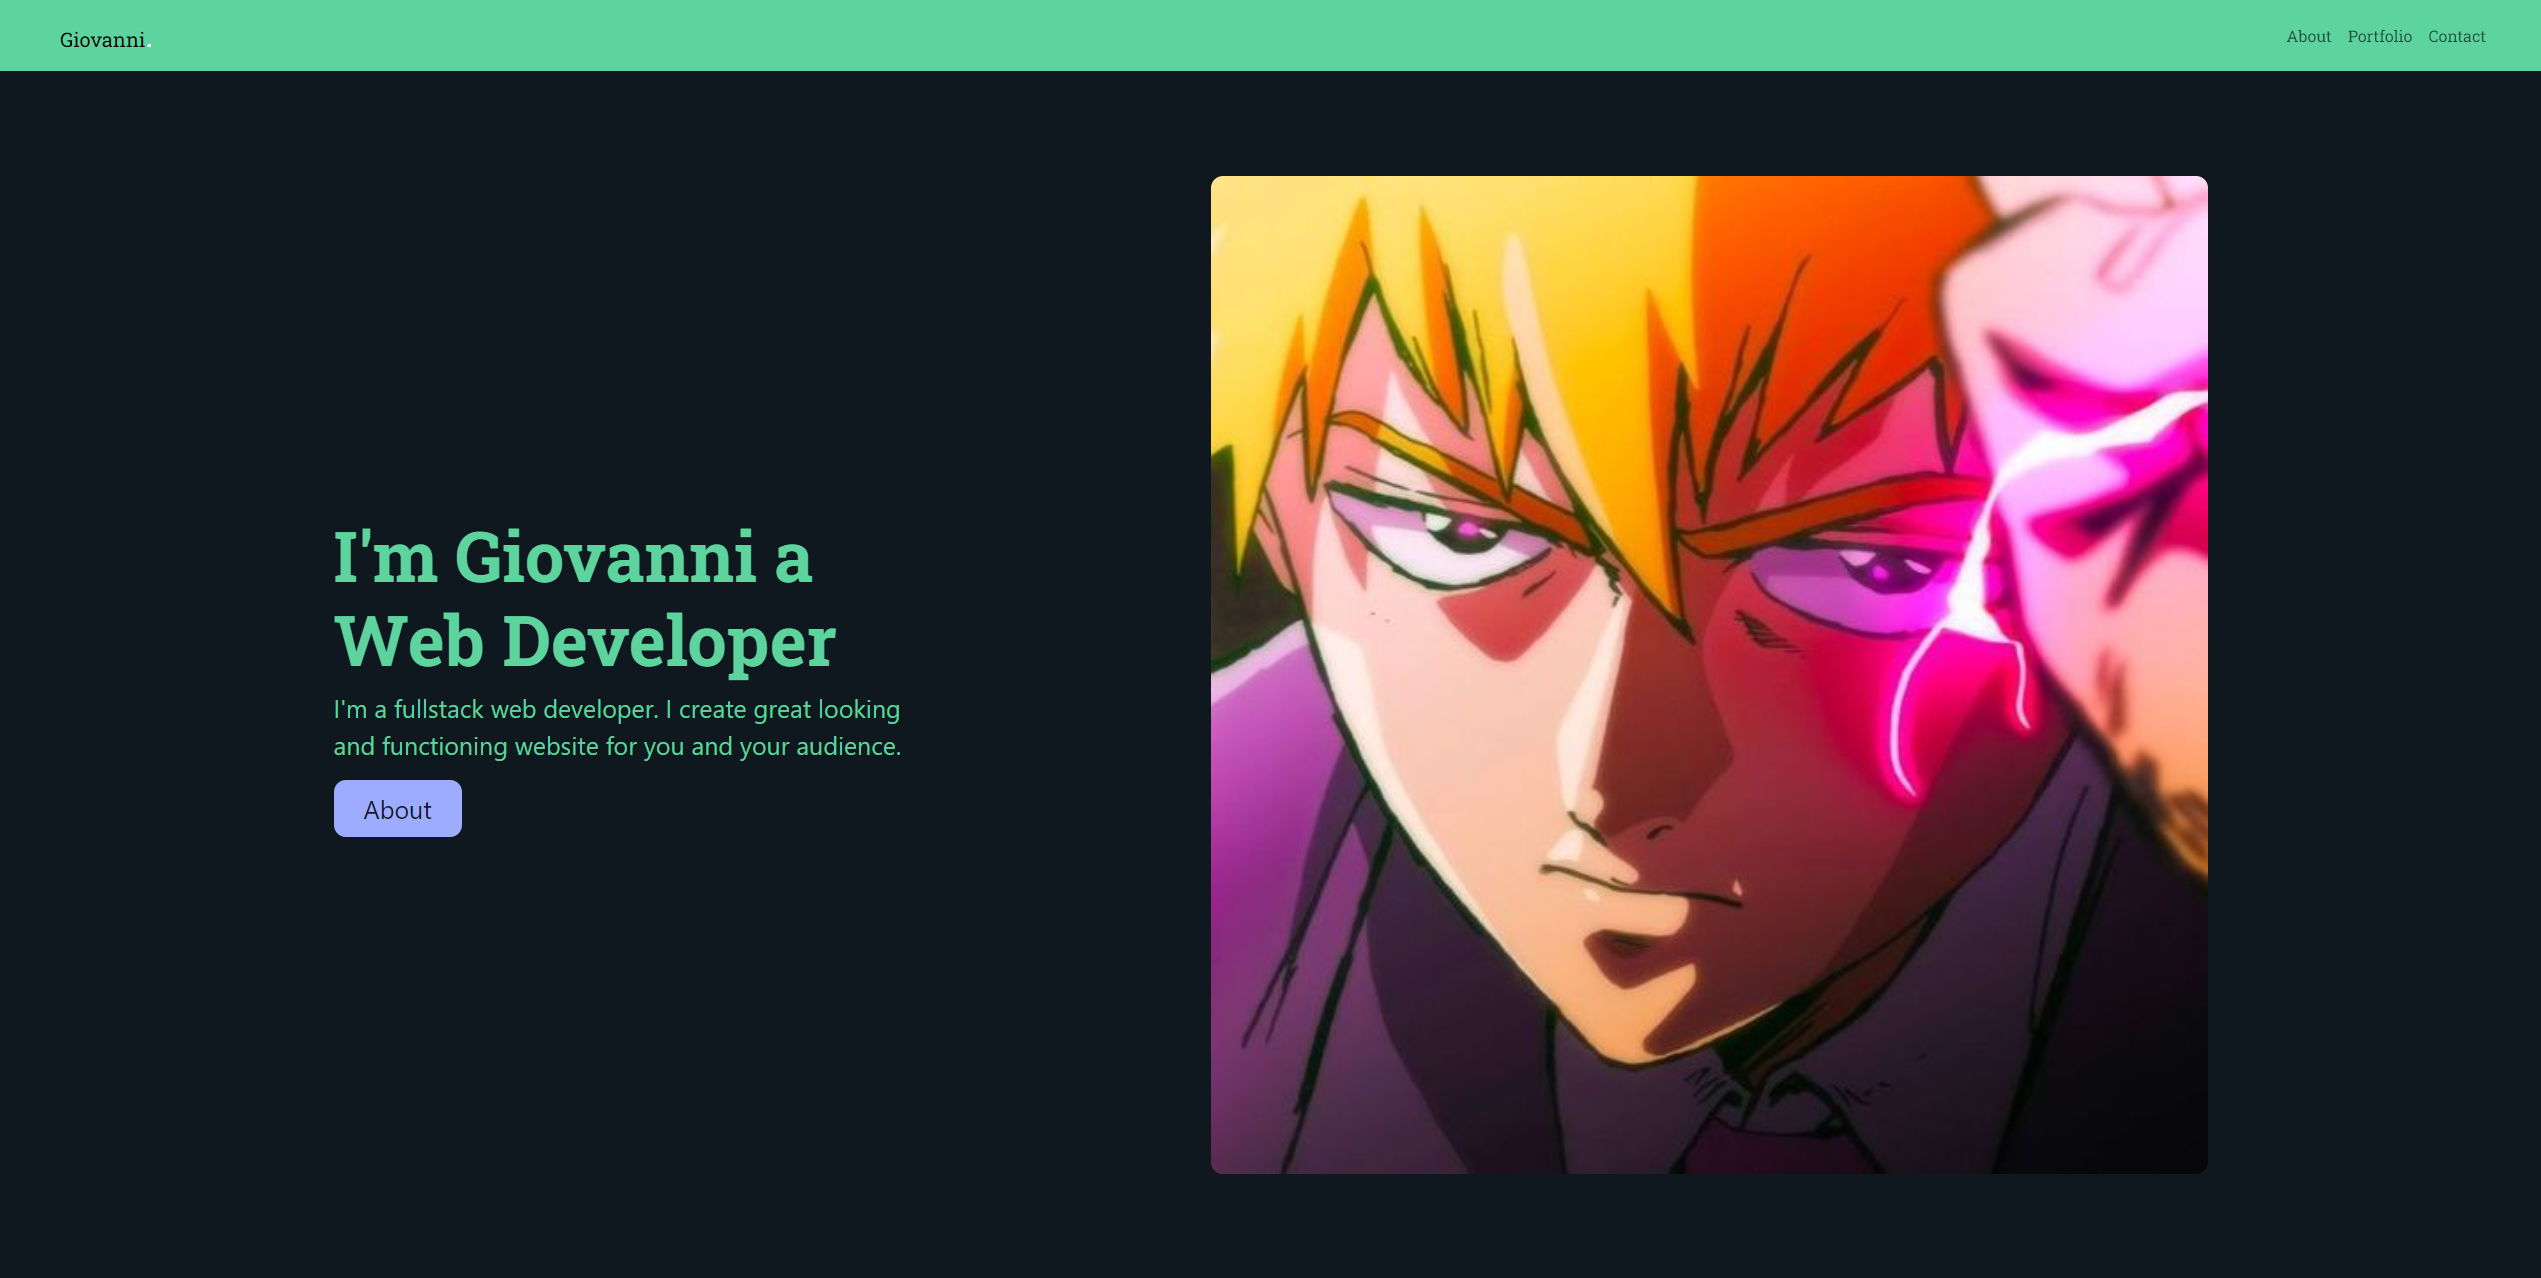 Giovanni.
About Portfolio Contact
I'm Giovanni a
Web Developer
I'm a fullstack web developer. I create great looking
and functioning website for you and your audience.
About